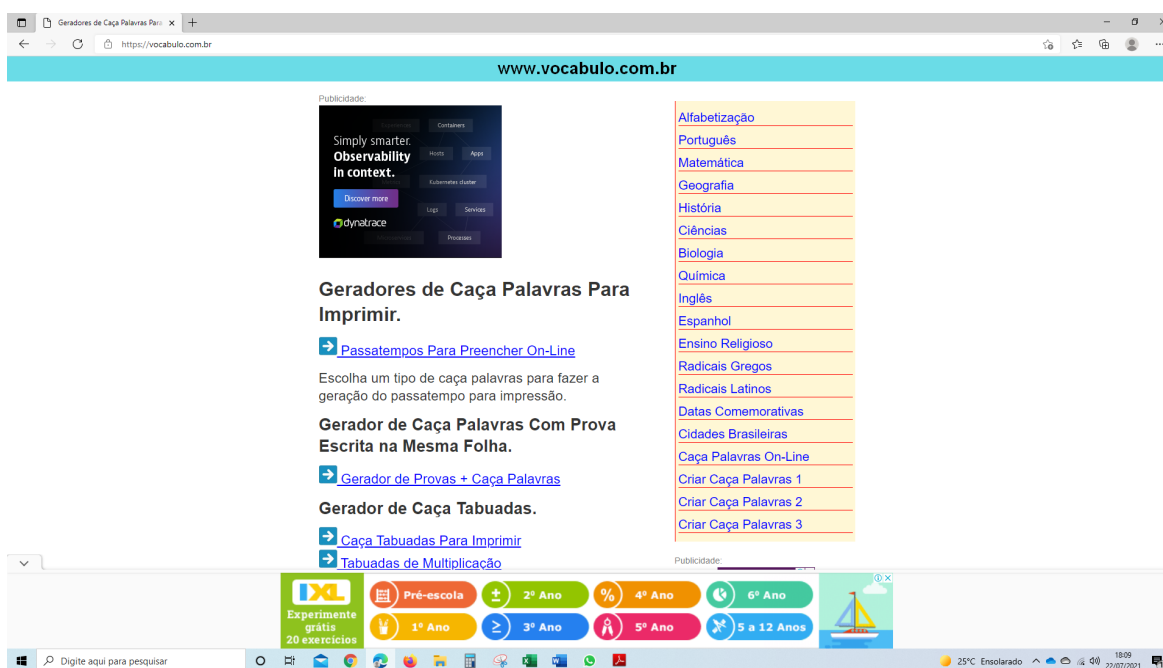 Geradores de Caça Palavras Para
https://vocabulo.com.br
www.vocabulo.com.br
Publicidade:
Simply smarter.
Observability
in context.
Discover more
dynatrace
Containers
Hosts
Apps
Kubernetes cluster
Logs
Services
Processes
Geradores de Caça Palavras Para
Imprimir.
Passatempos Para Preencher On-Line
Escolha um tipo de caça palavras para fazer a
geração do passatempo para impressão.
Gerador de Caça Palavras Com Prova
Escrita na Mesma Folha.
Gerador de Provas + Caça Palavras
Gerador de Caça Tabuadas.
Caça Tabuadas Para Imprimir
Tabuadas de Multiplicação
Alfabetização
Português
Matemática
Geografia
História
Ciências
Biologia
Química
Inglês
Espanhol
Ensino Religioso
Radicais Gregos
Radicais Latinos
Datas Comemorativas
Cidades Brasileiras
Caça Palavras On-Line
Criar Caça Palavras 1
Criar Caça Palavras 2
Criar Caça Palavras 3
Publicidade:
IXL
Experimente
grátis
20 exercícios
Pré-escola
2º Ano
4º Ano
6º Ano
1º Ano
3º Ano
5º Ano
5 a 12 Anos
Digite aqui para pesquisar
25°C Ensolarado
18:09
22/07/2021